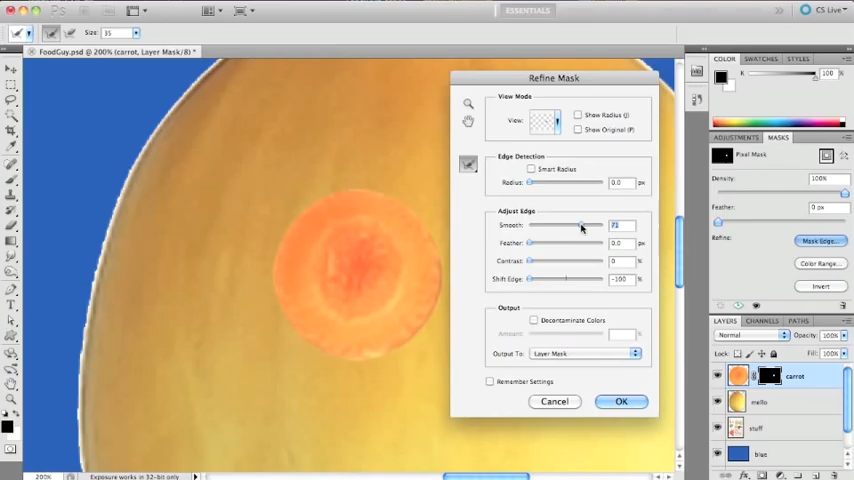 Ps
ESSENTIALS
CS Live
Size: 35
FoodGuy.psd @ 200% (carrot, Layer Mask/8) *
Refine Mask
View Mode
View:
Show Radius (J)
Show Original (P)
Edge Detection
Smart Radius
Radius: 0.0 px
Adjust Edge
Smooth: 71
Feather: 0.0 px
Contrast: 0 %
Shift Edge: -100 %
Output
Decontaminate Colors
Amount: %
Output To: Layer Mask
Remember Settings
Cancel OK
COLOR SWATCHES STYLES
K 100 %
ADJUSTMENTS MASKS
Pixel Mask
Density: 100%
Feather: 0 px
Refine: Mask Edge...
Color Range...
Invert
LAYERS CHANNELS PATHS
Normal Opacity: 100%
Lock: Fill: 100%
carrot
mello
stuff
blue
200% Exposure works in 32-bit only
fx